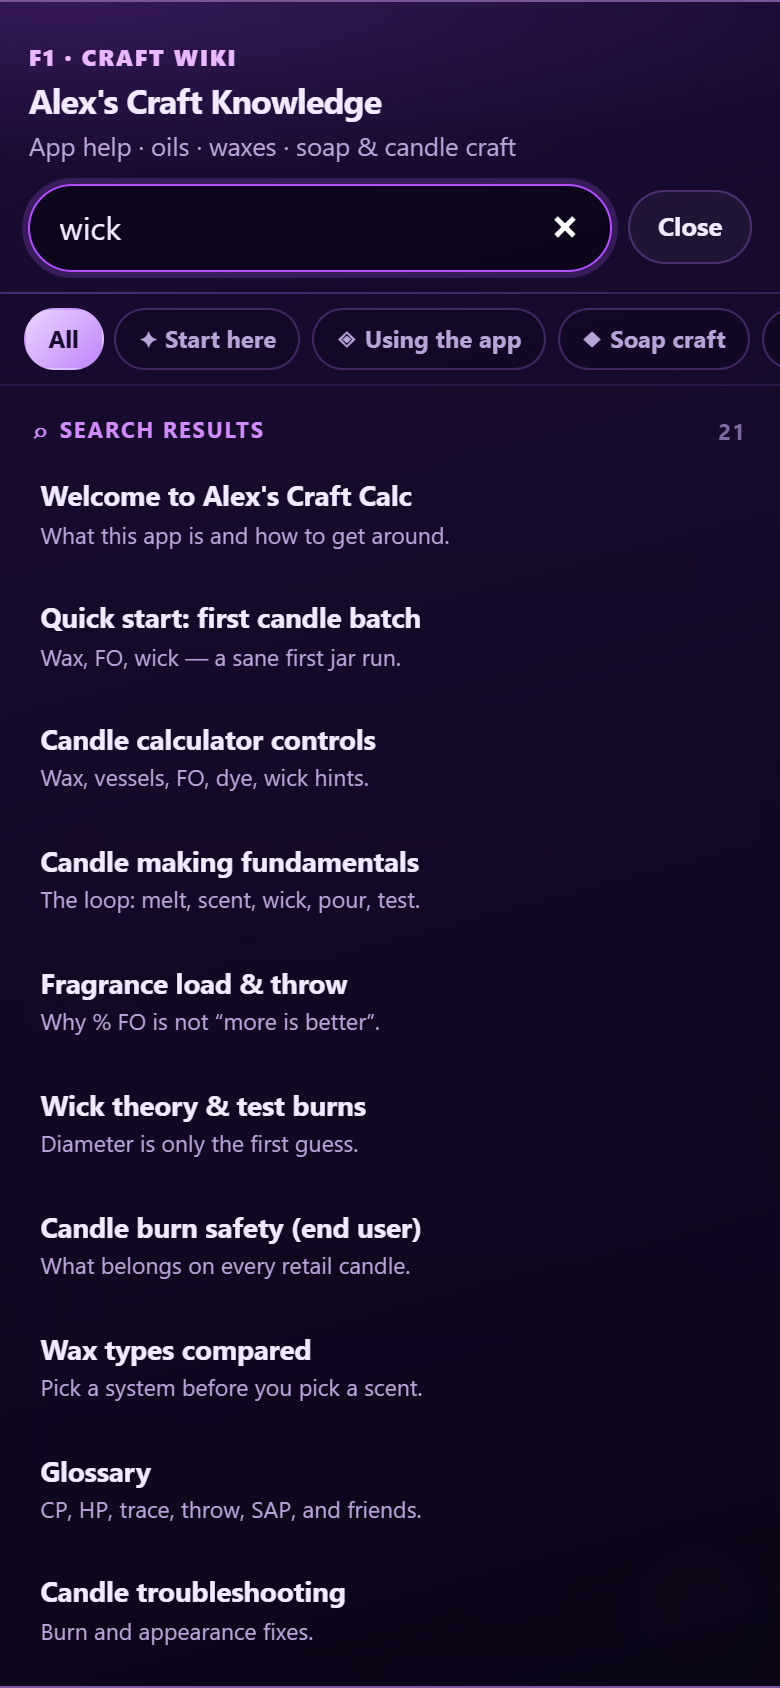 F1 · CRAFT WIKI
Alex's Craft Knowledge
App help · oils · waxes · soap & candle craft
wick
Close
All
Start here
Using the app
Soap craft
SEARCH RESULTS
21
Welcome to Alex's Craft Calc
What this app is and how to get around.
Quick start: first candle batch
Wax, FO, wick — a sane first jar run.
Candle calculator controls
Wax, vessels, FO, dye, wick hints.
Candle making fundamentals
The loop: melt, scent, wick, pour, test.
Fragrance load & throw
Why % FO is not “more is better”.
Wick theory & test burns
Diameter is only the first guess.
Candle burn safety (end user)
What belongs on every retail candle.
Wax types compared
Pick a system before you pick a scent.
Glossary
CP, HP, trace, throw, SAP, and friends.
Candle troubleshooting
Burn and appearance fixes.